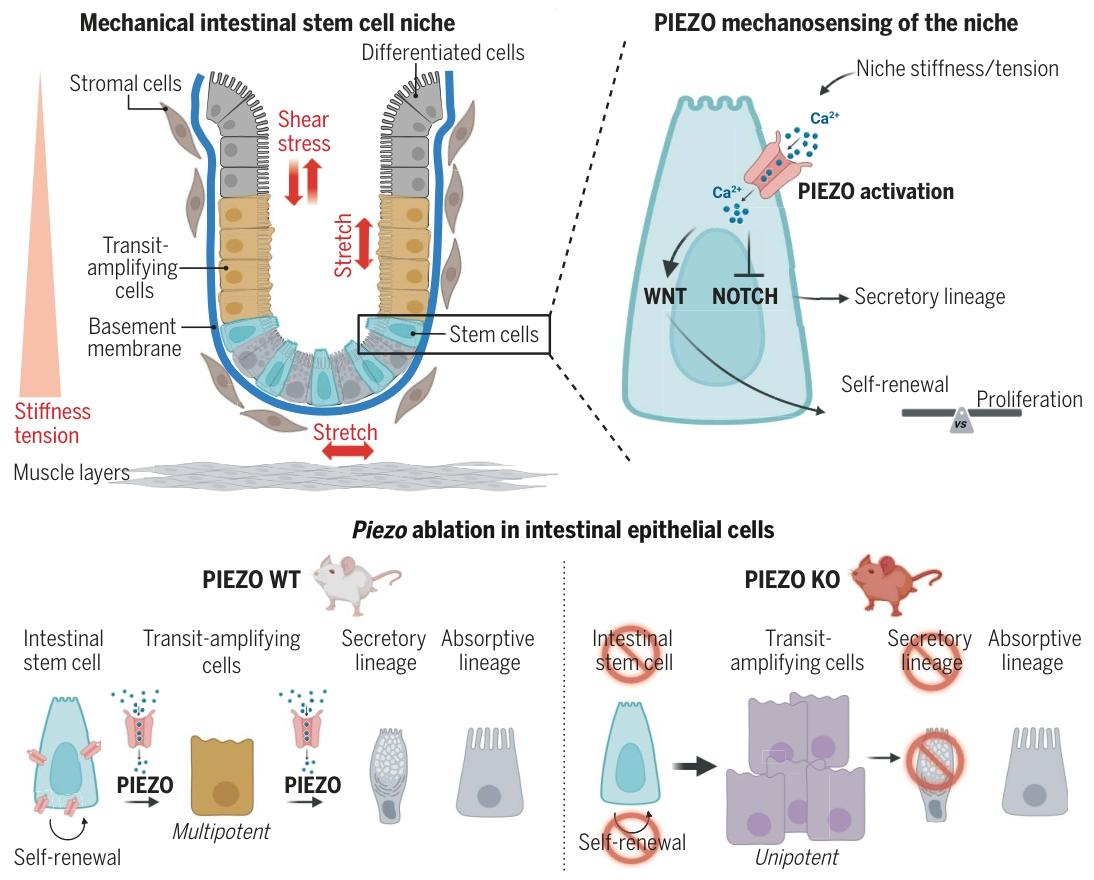 Mechanical intestinal stem cell niche
Differentiated cells
Stromal cells
Shear
stress
Stretch
Transit-
amplifying
cells
Basement
membrane
Stem cells
Stiffness
tension
Stretch
Muscle layers
PIEZO mechanosensing of the niche
Niche stiffness/tension
Ca2+
PIEZO activation
Ca2+
WNT
NOTCH
Secretory lineage
Self-renewal
Proliferation
vs
Piezo ablation in intestinal epithelial cells
PIEZO WT
Intestinal
stem cell
Transit-amplifying
cells
Secretory
lineage
Absorptive
lineage
PIEZO
PIEZO
Multipotent
Self-renewal
PIEZO KO
Intestinal
stem cell
Transit-
amplifying cells
Secretory
lineage
Absorptive
lineage
Self-renewal
Unipotent